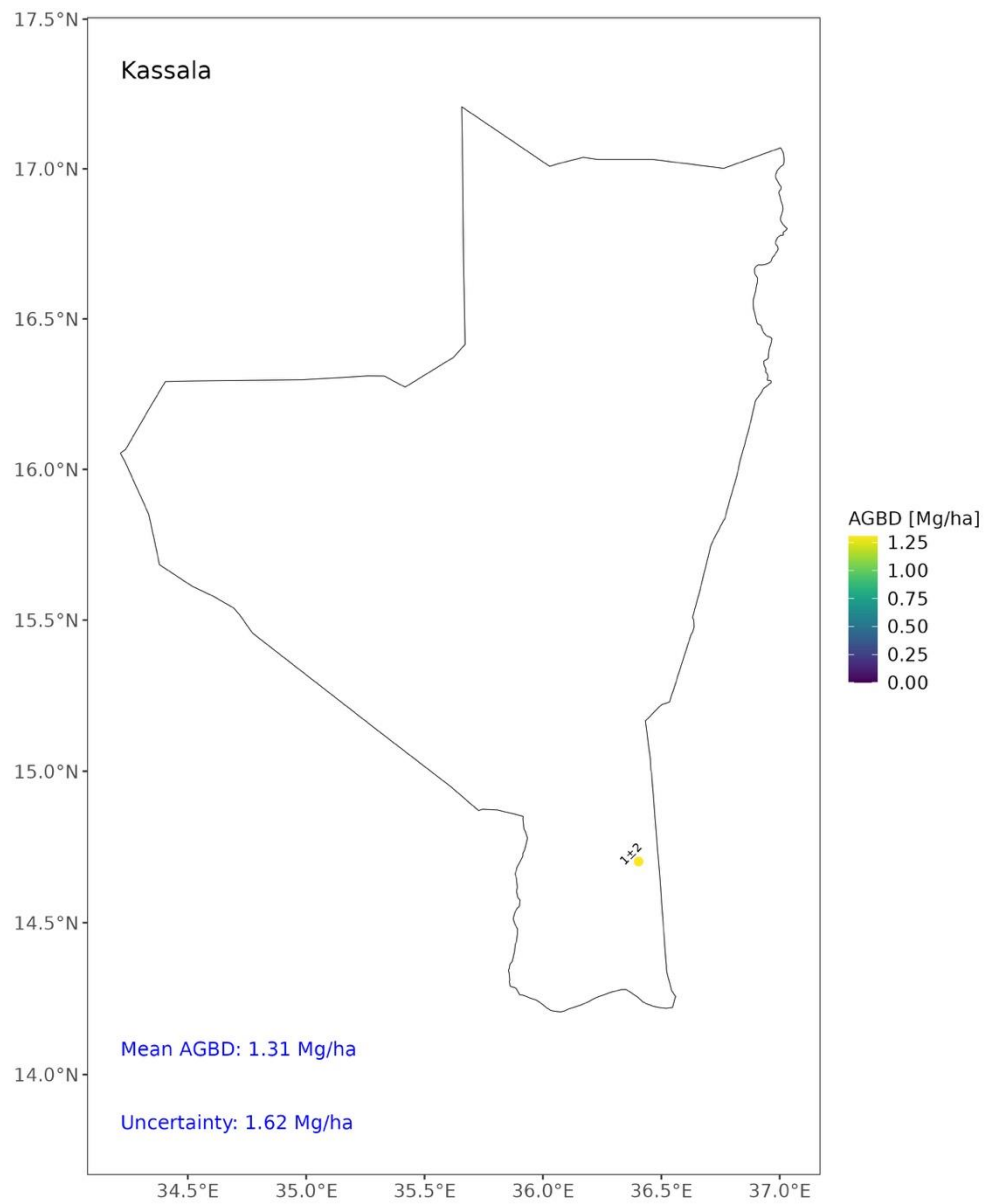 Kassala
17.5°N
17.0°N
16.5°N
16.0°N
15.5°N
15.0°N
14.5°N
14.0°N
1±2
Mean AGBD: 1.31 Mg/ha
Uncertainty: 1.62 Mg/ha
34.5°E 35.0°E 35.5°E 36.0°E 36.5°E 37.0°E
AGBD [Mg/ha]
1.25
1.00
0.75
0.50
0.25
0.00